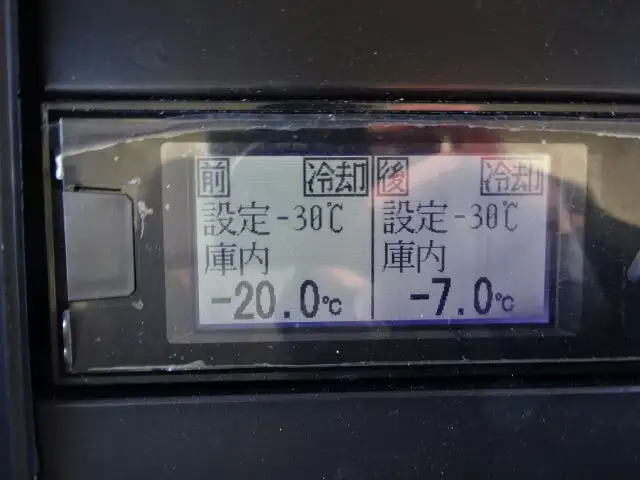 前 冷却
設定 -30℃
庫内
-20.0℃
後 冷却
設定 -30℃
庫内
-7.0℃